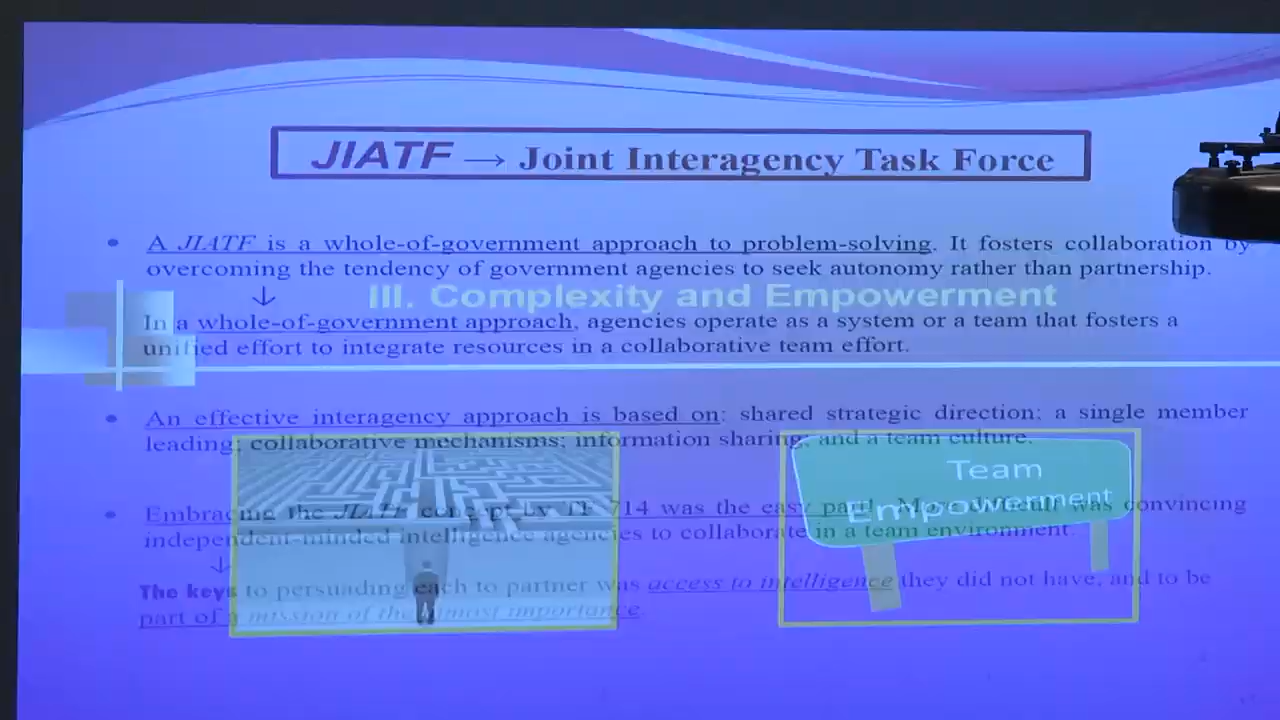 JIATF → Joint Interagency Task Force
• A JIATF is a whole-of-government approach to problem-solving. It fosters collaboration by
overcoming the tendency of government agencies to seek autonomy rather than partnership.
↓
III. Complexity and Empowerment
In a whole-of-government approach, agencies operate as a system or a team that fosters a
unified effort to integrate resources in a collaborative team effort.
• An effective interagency approach is based on: shared strategic direction; a single member
leading; collaborative mechanisms; information sharing, and a team culture.
Team
Empowerment
• Embracing the JIATF concept by TF 714 was the easy part. More difficult was convincing
independent-minded intelligence agencies to collaborate in a team environment.
↓
The keys to persuading each to partner was access to intelligence they did not have, and to be
part of a mission of the utmost importance.